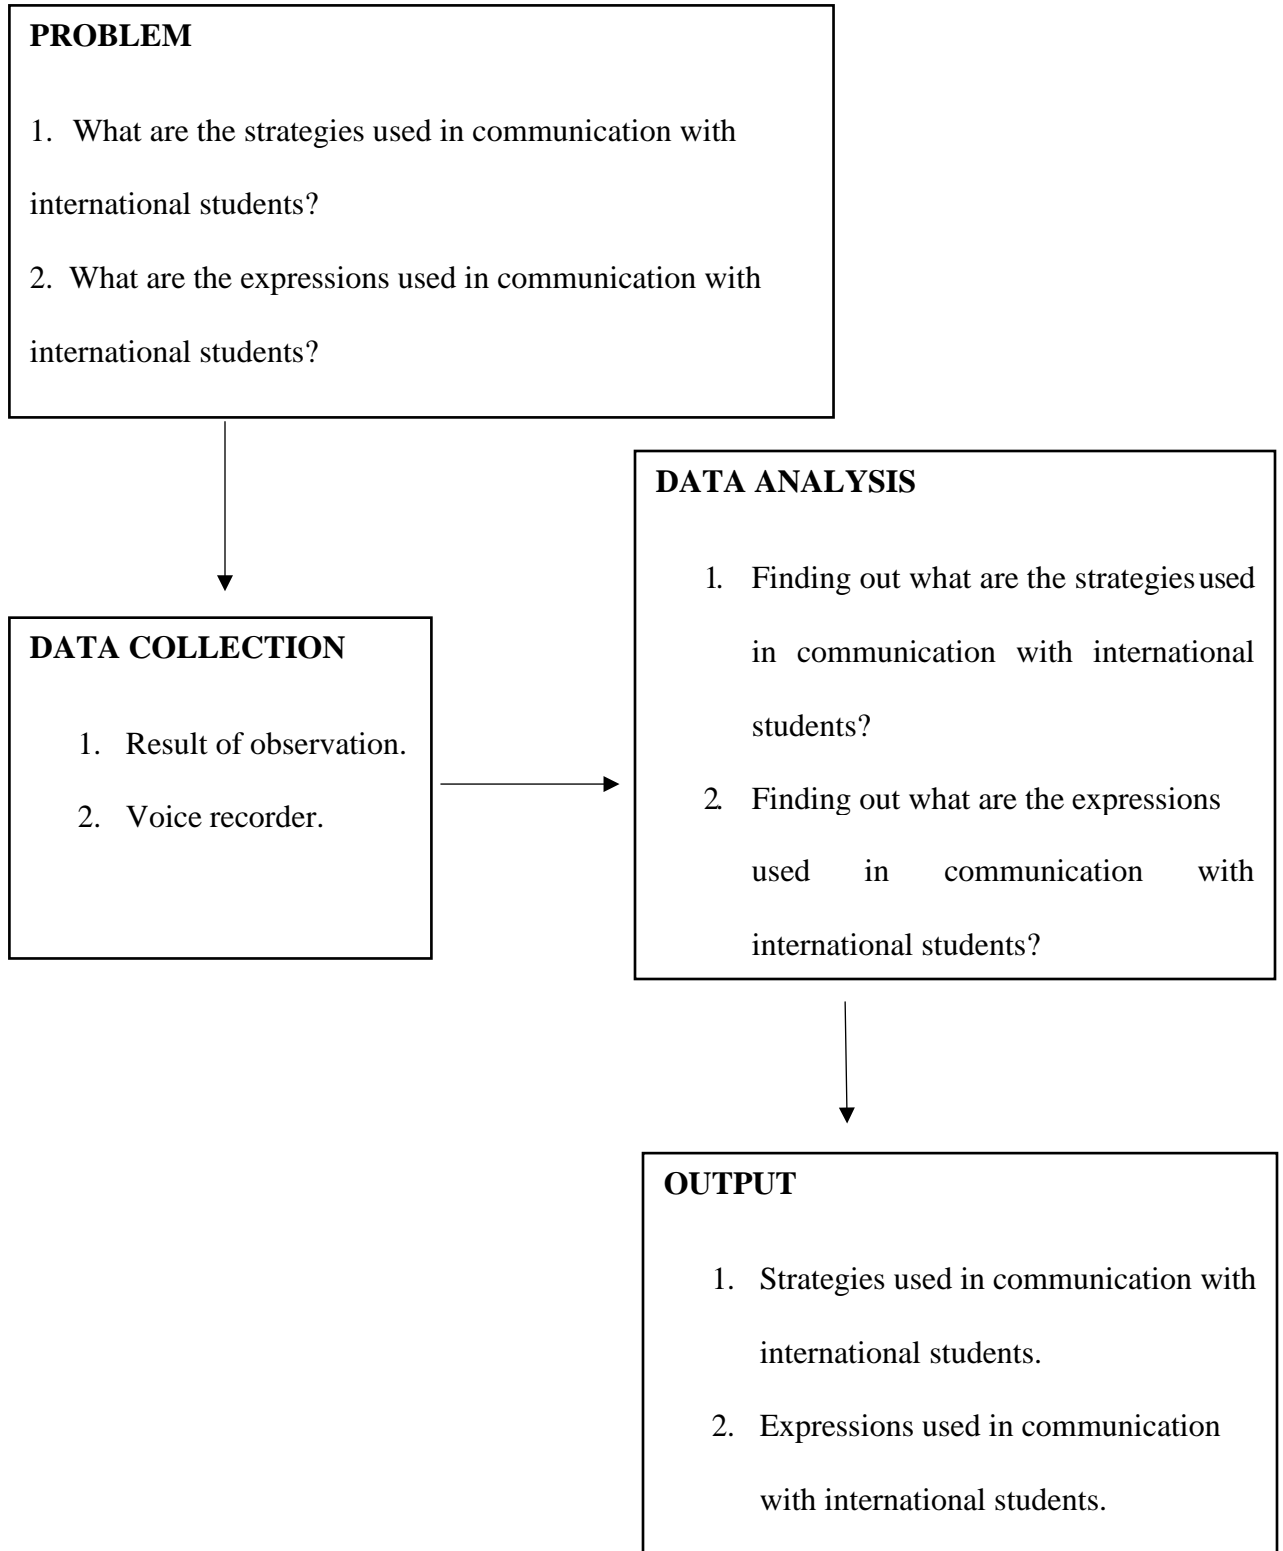 PROBLEM
1. What are the strategies used in communication with
international students?
2. What are the expressions used in communication with
international students?
DATA COLLECTION
1. Result of observation.
2. Voice recorder.
DATA ANALYSIS
1. Finding out what are the strategies used
in communication with international
students?
2. Finding out what are the expressions
used in communication with
international students?
OUTPUT
1. Strategies used in communication with
international students.
2. Expressions used in communication
with international students.